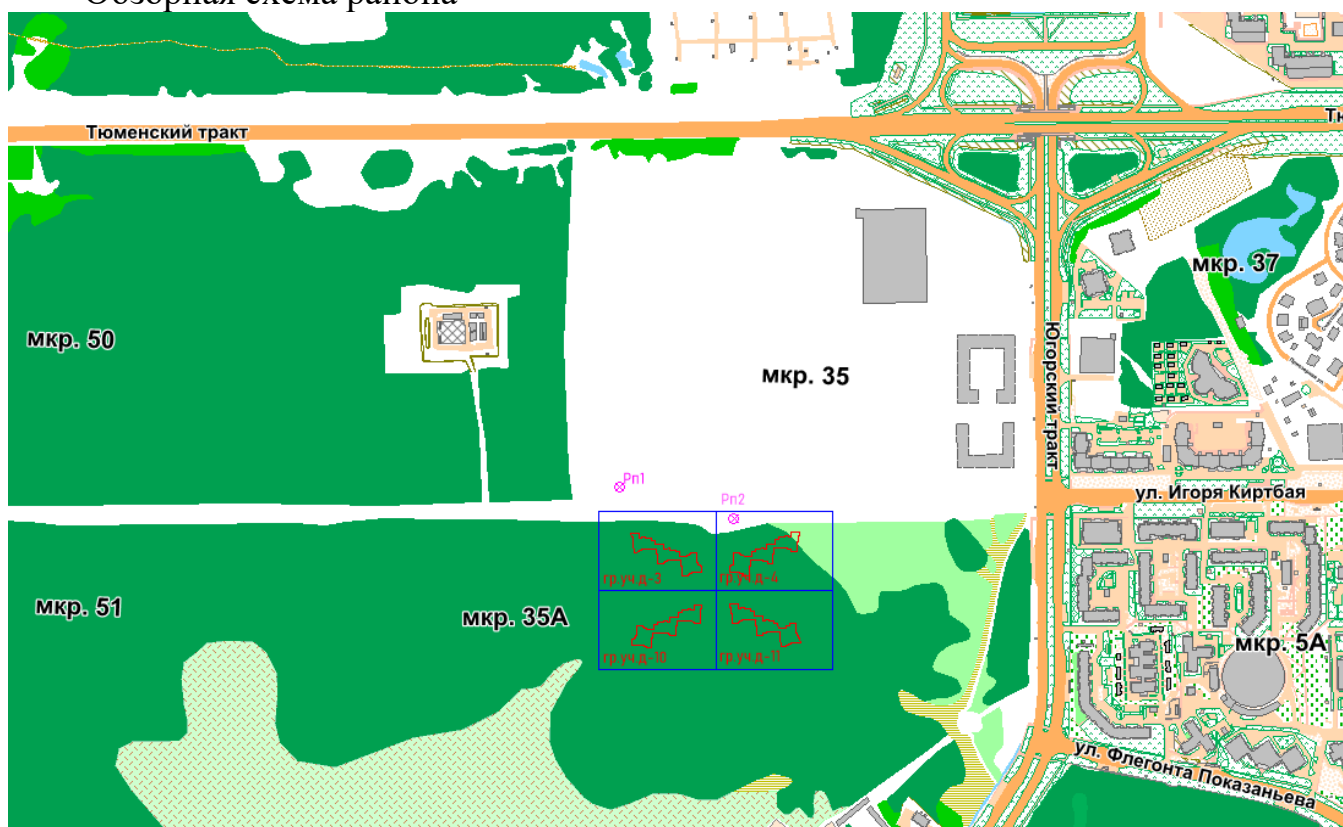 Обзорная схема района
Тюменский тракт
мкр. 37
мкр. 50
мкр. 35
Югорский тракт
Рп1
Рп2
ул. Игоря Киртбая
гр.уч.д-3
гр.уч.д-4
мкр. 51
мкр. 35А
мкр. 5А
гр.уч.д-10
гр.уч.д-11
ул. Флегонта Показаньева